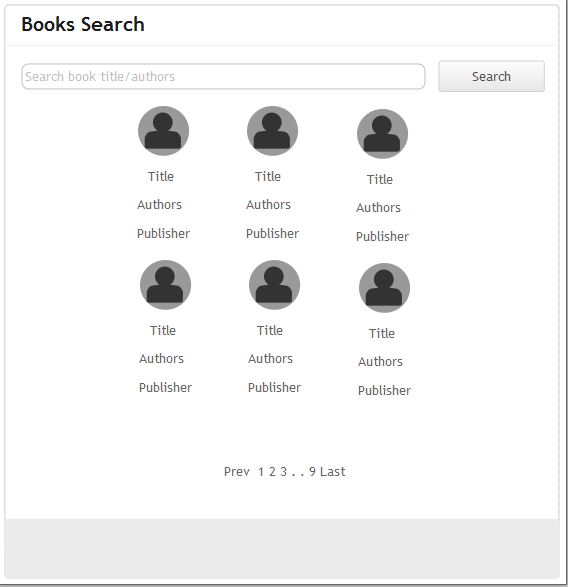 Books Search
Search book title/authors Search
Title Title Title
Authors Authors Authors
Publisher Publisher Publisher
Title Title Title
Authors Authors Authors
Publisher Publisher Publisher
Prev 1 2 3 . . 9 Last